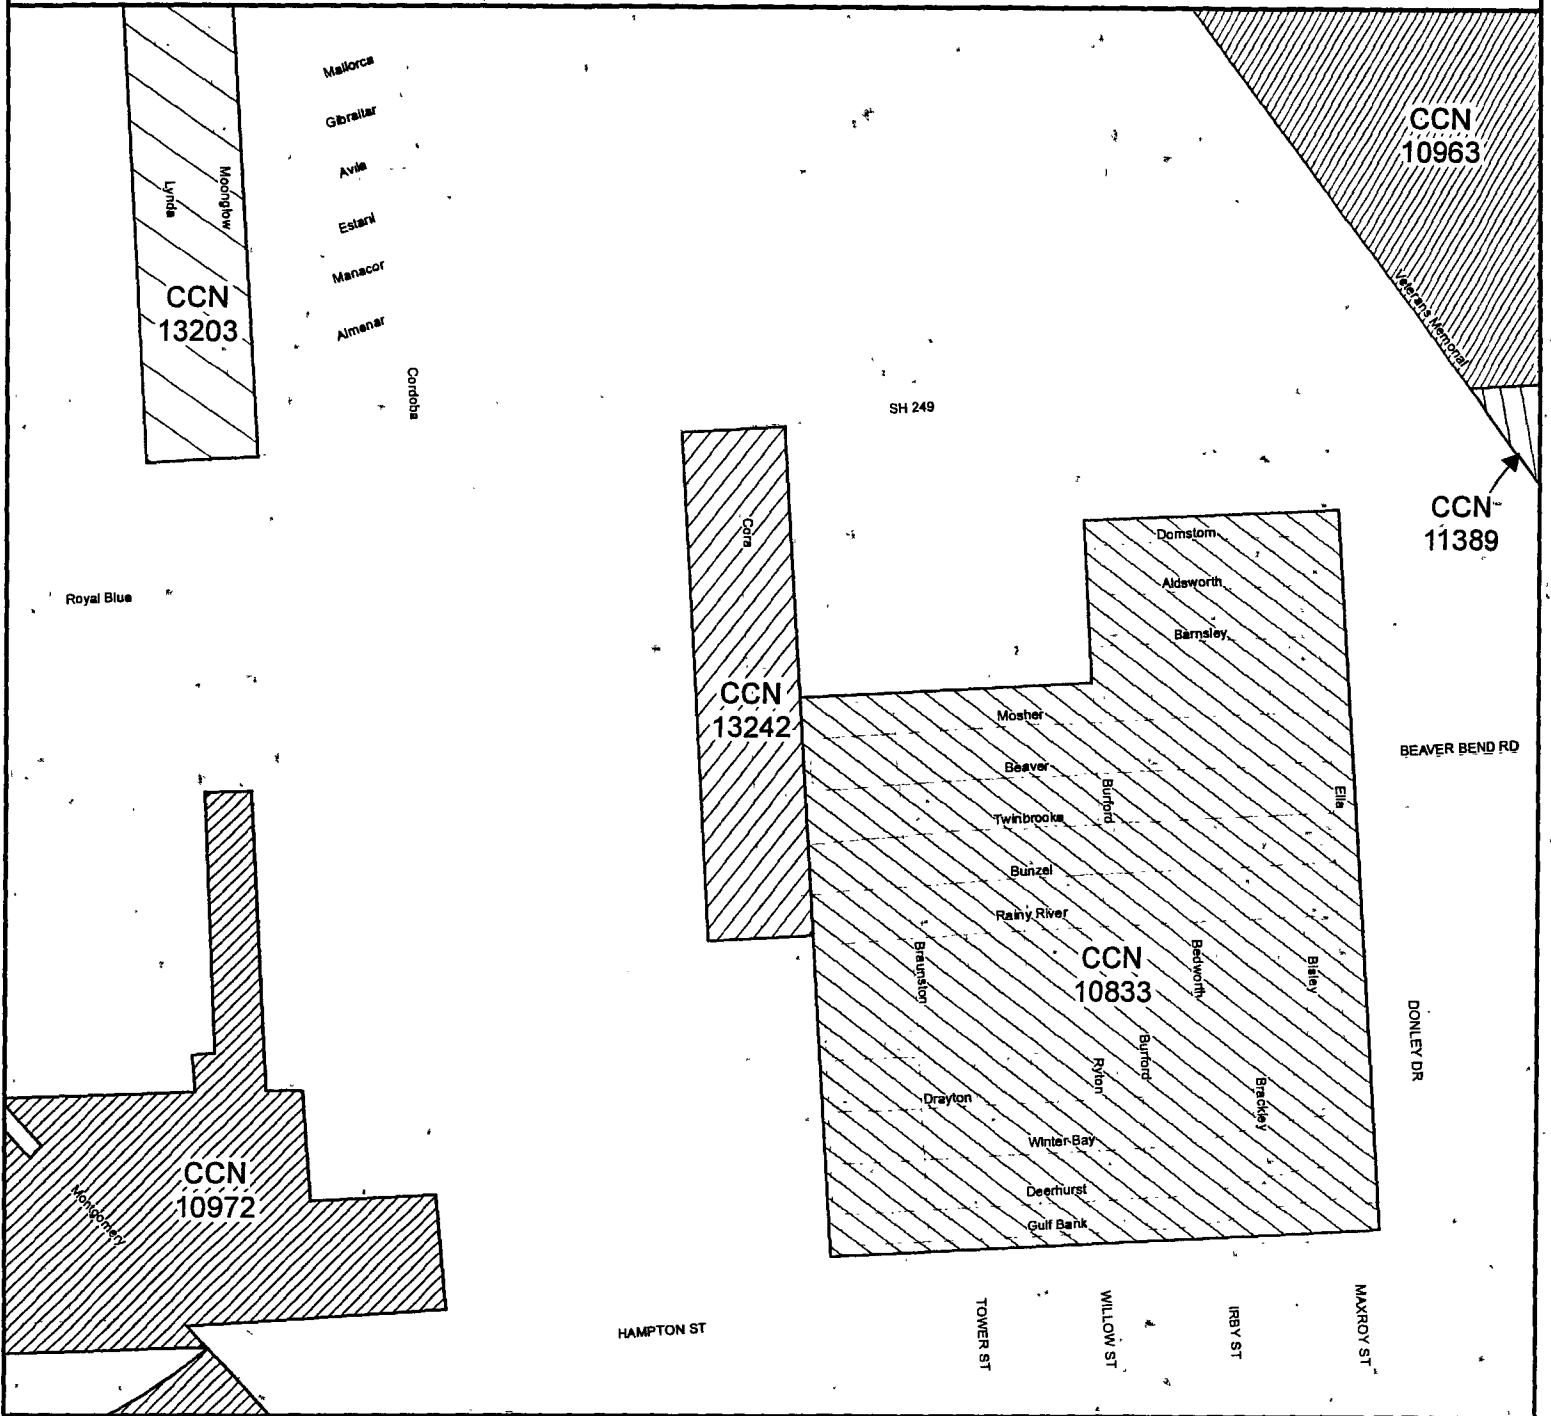 Mallorca
Gibraltar
Avila
Estani
Manacor
Almenar
Cordoba
Moonglow
Lynda
CCN
13203
CCN
10963
Veterans Memorial
SH 249
CCN
11389
Royal Blue
Cora
CCN
13242
Domstom
Aldsworth
Barnsley
Mosher
Beaver
Twinbrooke
Burford
Bunzel
Rainy River
Ella
BEAVER BEND RD
Braunston
CCN
10833
Bedworth
Bisley
DONLEY DR
Burford
Ryton
Brackley
Drayton
Winter Bay
Deerhurst
Gulf Bank
CCN
10972
Montgomery
HAMPTON ST
TOWER ST
WILLOW ST
IRBY ST
MAXROY ST